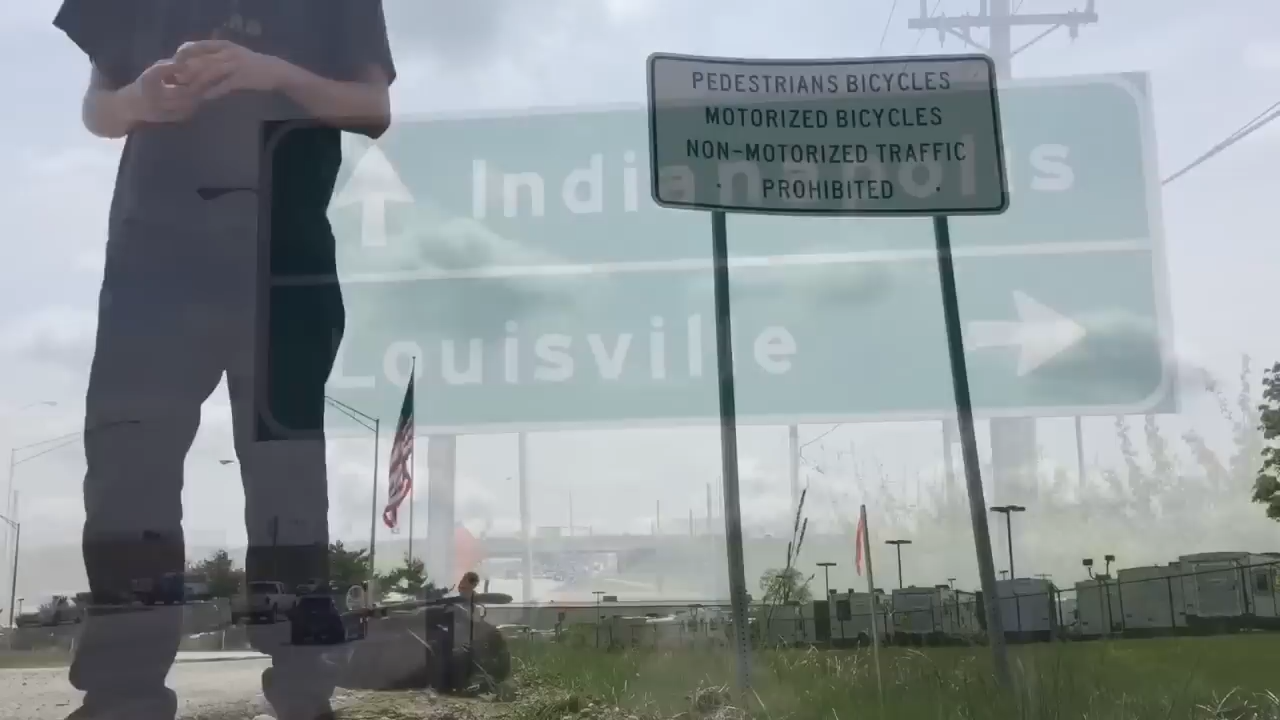 PEDESTRIANS BICYCLES
MOTORIZED BICYCLES
NON-MOTORIZED TRAFFIC
PROHIBITED
Indianapolis
Louisville